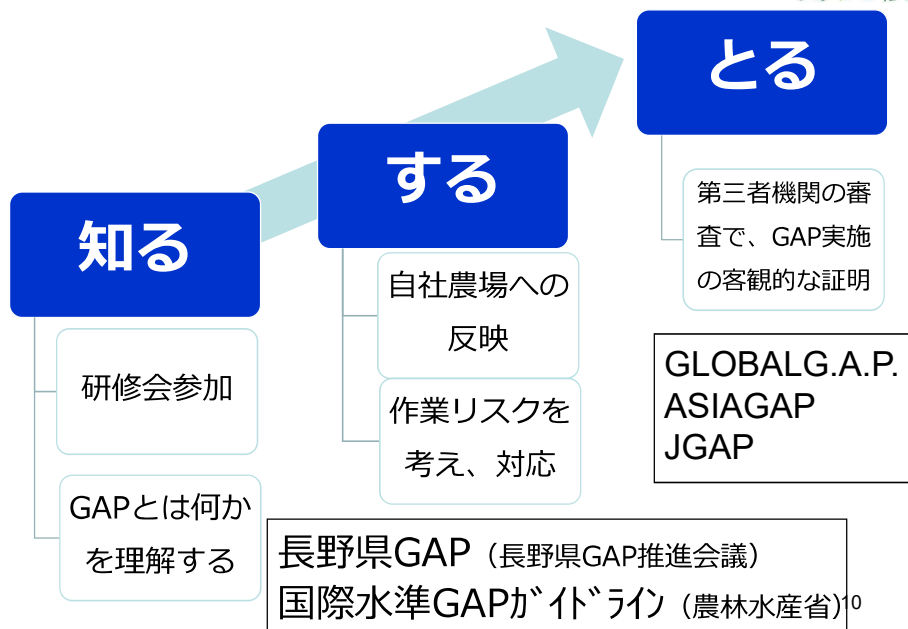 知る
研修会参加
GAPとは何か
を理解する
する
自社農場への
反映
作業リスクを
考え、対応
とる
第三者機関の審
査で、GAP実施
の客観的な証明
GLOBALG.A.P.
ASIAGAP
JGAP
長野県GAP（長野県GAP推進会議）
国際水準GAPｶﾞｲﾄﾞﾗｲﾝ（農林水産省）
10